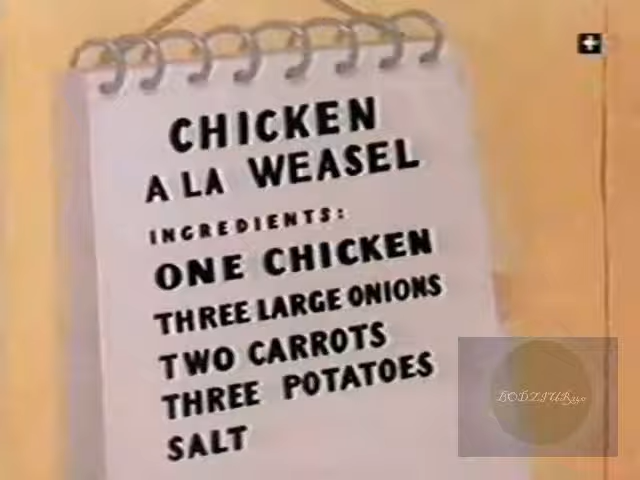 CHICKEN
A LA WEASEL
INGREDIENTS:
ONE CHICKEN
THREE LARGE ONIONS
TWO CARROTS
THREE POTATOES
SALT